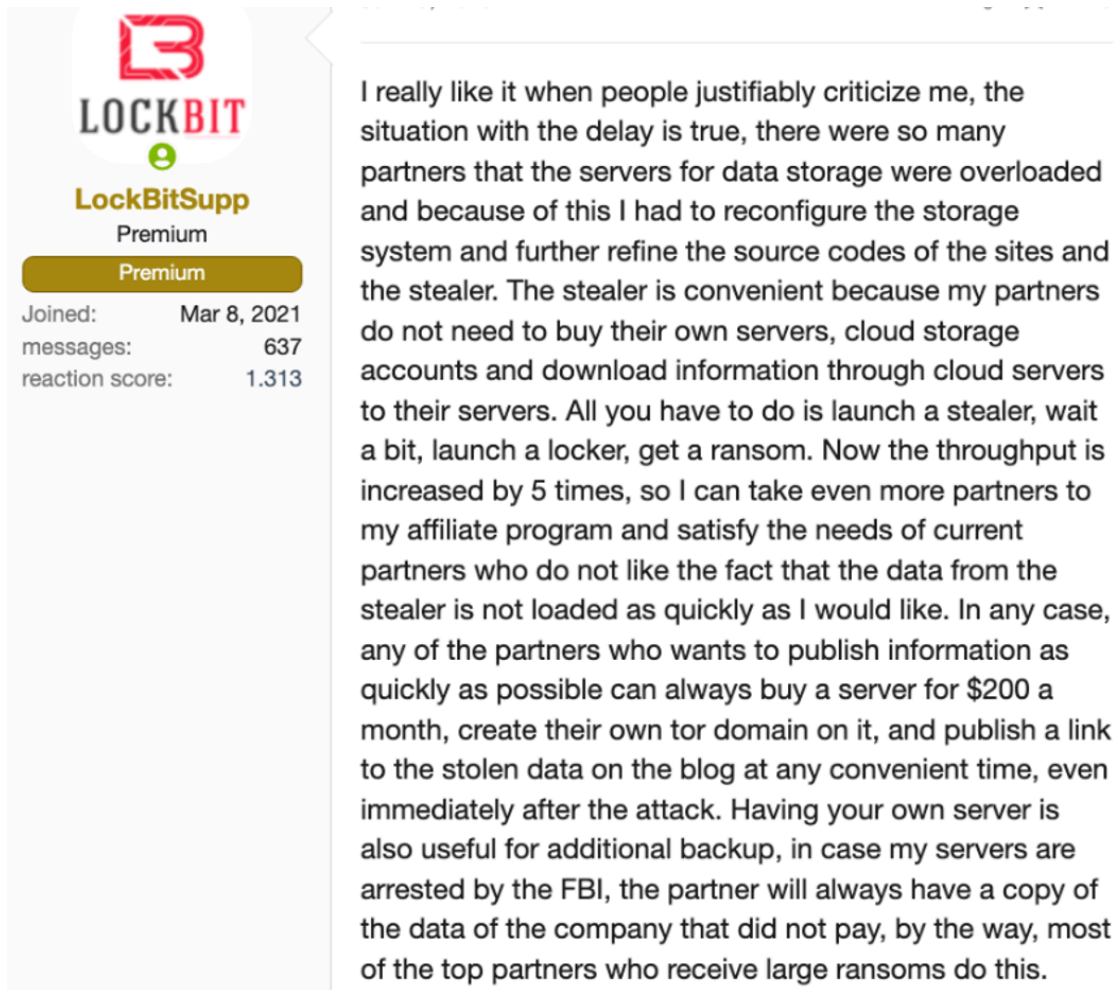 LOCKBIT
LockBitSupp
Premium
Premium
Joined: Mar 8, 2021
messages: 637
reaction score: 1.313
I really like it when people justifiably criticize me, the
situation with the delay is true, there were so many
partners that the servers for data storage were overloaded
and because of this I had to reconfigure the storage
system and further refine the source codes of the sites and
the stealer. The stealer is convenient because my partners
do not need to buy their own servers, cloud storage
accounts and download information through cloud servers
to their servers. All you have to do is launch a stealer, wait
a bit, launch a locker, get a ransom. Now the throughput is
increased by 5 times, so I can take even more partners to
my affiliate program and satisfy the needs of current
partners who do not like the fact that the data from the
stealer is not loaded as quickly as I would like. In any case,
any of the partners who wants to publish information as
quickly as possible can always buy a server for $200 a
month, create their own tor domain on it, and publish a link
to the stolen data on the blog at any convenient time, even
immediately after the attack. Having your own server is
also useful for additional backup, in case my servers are
arrested by the FBI, the partner will always have a copy of
the data of the company that did not pay, by the way, most
of the top partners who receive large ransoms do this.